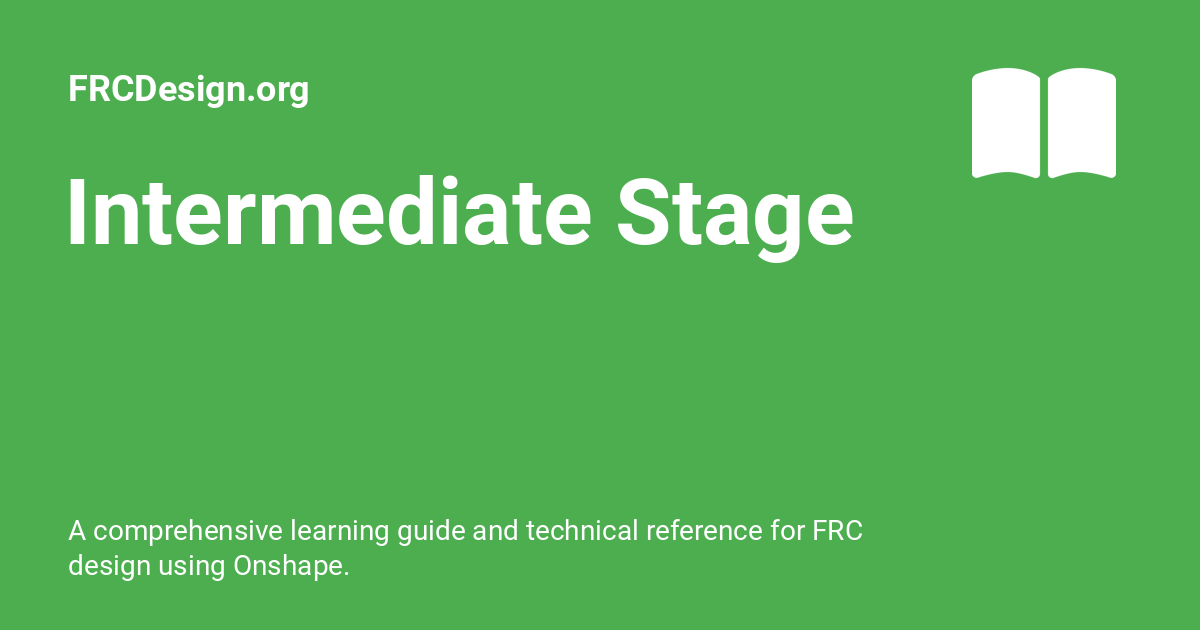 FRCDesign.org
Intermediate Stage
A comprehensive learning guide and technical reference for FRC
design using Onshape.